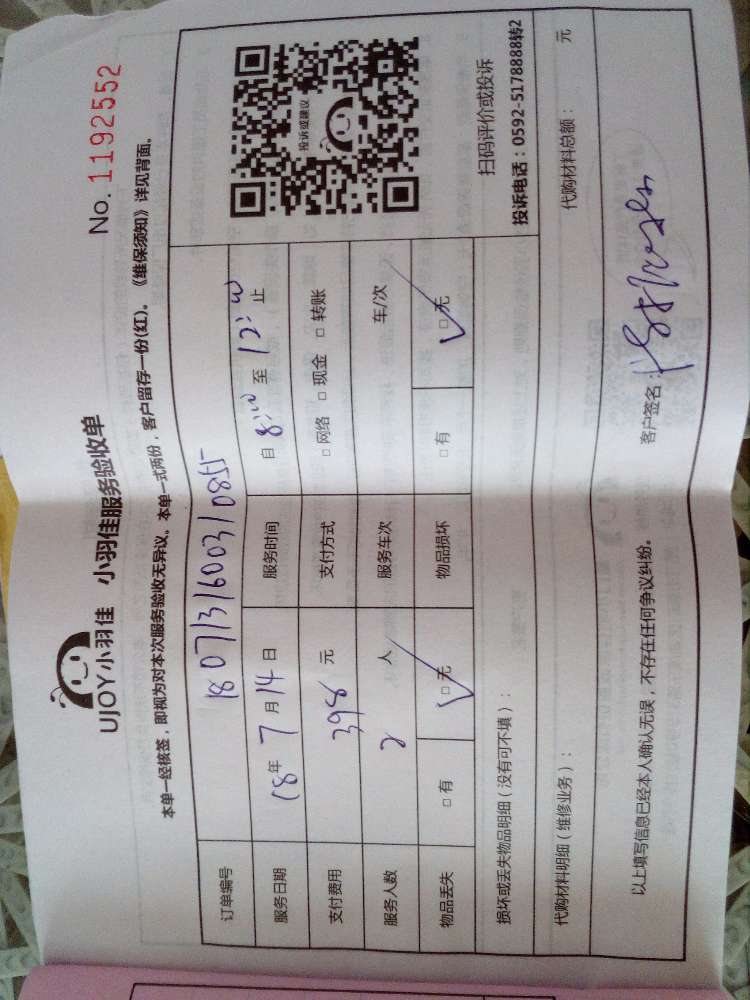 UJOY小羽佳 小羽佳服务验收单
No. 1192552
本单一经核签，即视为对本次服务验收无异议。本单一式两份，客户留存一份(红)。《维保须知》详见背面。
订单编号 1807131600310855
服务日期 18年 7月 14日 服务时间 自 8:00 至 12:00 止
支付费用 398 元 支付方式 □网络 □现金 □转账
服务人数 2 人 服务车次 车/次
物品丢失 □有 □无 物品损坏 □有 □无
投诉或建议
扫码评价或投诉
投诉电话：0592-5178888转2
损坏或丢失物品明细（没有可不填）：
代购材料明细（维修业务）： 代购材料总额： 元
以上填写信息已经本人确认无误，不存在任何争议纠纷。 客户签名：